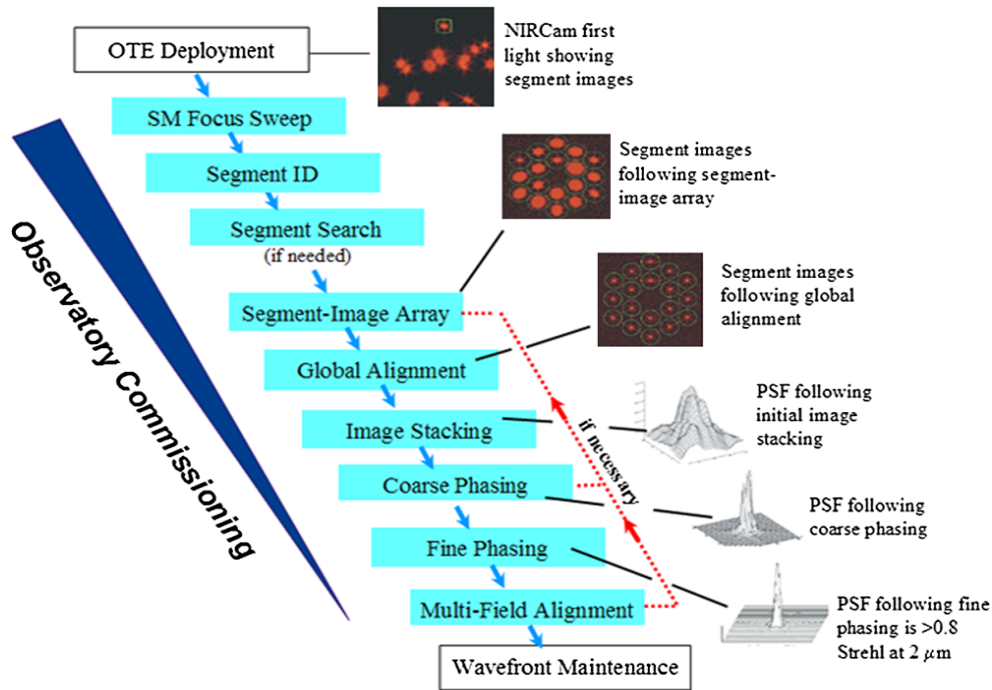 OTE Deployment
NIRCam first
light showing
segment images
SM Focus Sweep
Segment ID
Segment images
following segment-
image array
Segment Search
(if needed)
Segment images
following global
alignment
Segment-Image Array
Global Alignment
Observatory Commissioning
PSF following
initial image
stacking
Image Stacking
if necessary
Coarse Phasing
PSF following
coarse phasing
Fine Phasing
Multi-Field Alignment
PSF following fine
phasing is >0.8
Strehl at 2 μm
Wavefront Maintenance